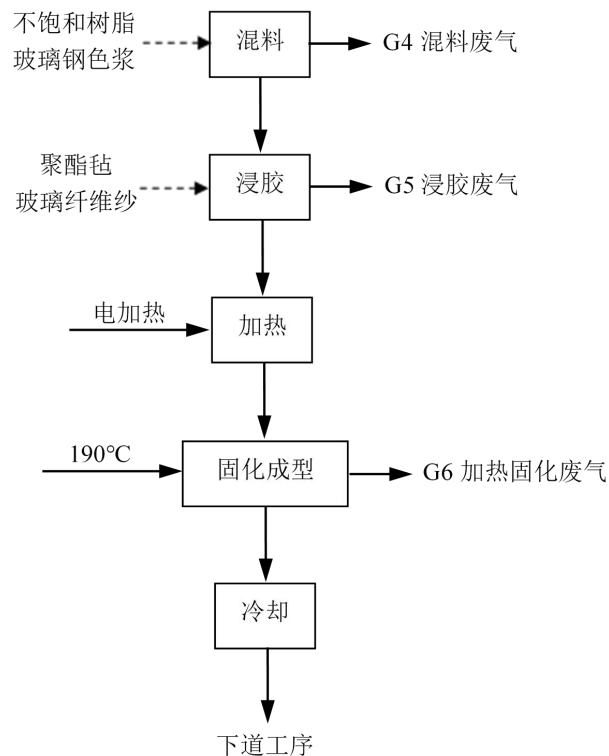 不饱和树脂
玻璃钢色浆
混料
G4 混料废气
聚酯毡
玻璃纤维纱
浸胶
G5 浸胶废气
电加热
加热
190℃
固化成型
G6 加热固化废气
冷却
下道工序